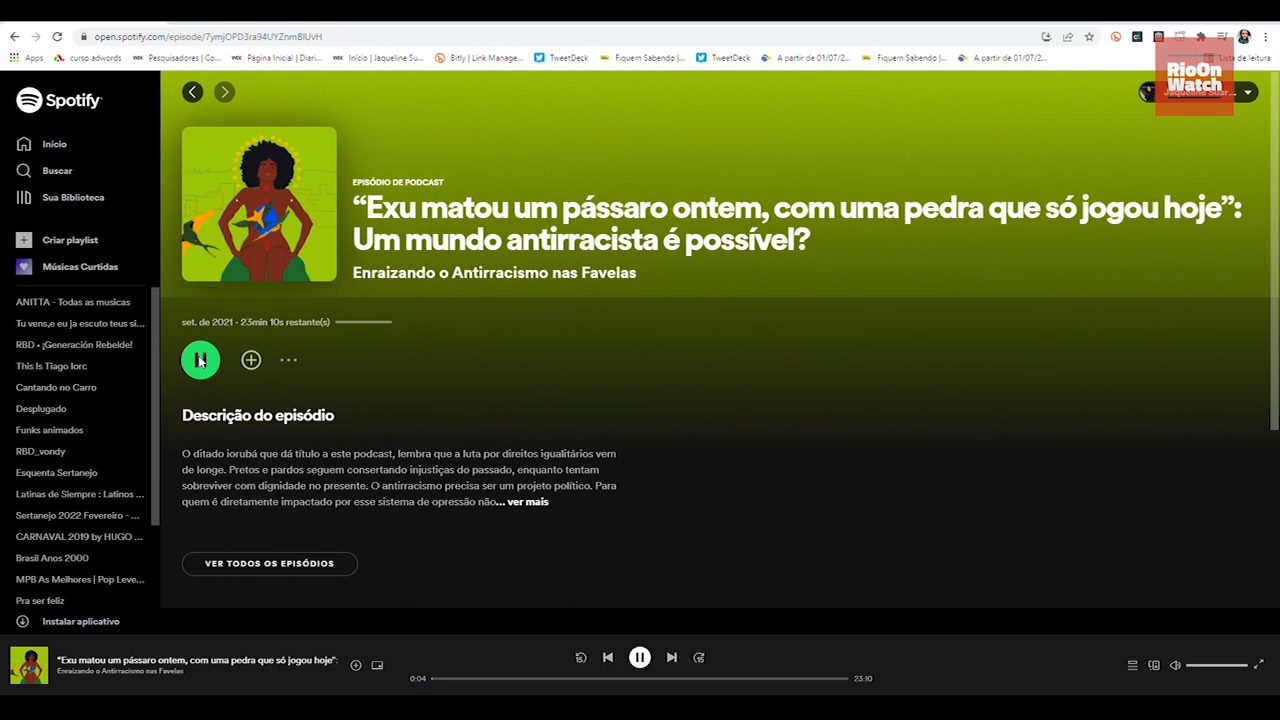 open.spotify.com/episode/7ymjOPD3ra94UYZnmBlUvH
Apps
curso adwords
WIX Pesquisadores | Co...
WIX Página Inicial | Diari...
WIX Início | Jaqueline Su...
Bitly | Link Manage...
TweetDeck
Fiquem Sabendo |...
TweetDeck
Fiquem Sabendo |...
A partir de 01/07/2...
Fiquem Sabendo |...
A partir de 01/07/2...
Lista de leitura
RioOn
Watch
Spotify
Início
Buscar
Sua Biblioteca
Criar playlist
Músicas Curtidas
ANITTA - Todas as musicas
Tu vens,e eu ja escuto teus si...
RBD • ¡Generación Rebelde!
This Is Tiago Iorc
Cantando no Carro
Desplugado
Funks animados
RBD_vondy
Esquenta Sertanejo
Latinas de Siempre : Latinos ...
Sertanejo 2022 Fevereiro - ...
CARNAVAL 2019 by HUGO ...
Brasil Anos 2000
MPB As Melhores | Pop Leve...
Pra ser feliz
Instalar aplicativo
EPISÓDIO DE PODCAST
“Exu matou um pássaro ontem, com uma pedra que só jogou hoje”:
Um mundo antirracista é possível?
Enraizando o Antirracismo nas Favelas
set. de 2021 · 23min 10s restante(s)
Descrição do episódio
O ditado iorubá que dá título a este podcast, lembra que a luta por direitos igualitários vem
de longe. Pretos e pardos seguem consertando injustiças do passado, enquanto tentam
sobreviver com dignidade no presente. O antirracismo precisa ser um projeto político. Para
quem é diretamente impactado por esse sistema de opressão não... ver mais
VER TODOS OS EPISÓDIOS
“Exu matou um pássaro ontem, com uma pedra que só jogou hoje”:
Enraizando o Antirracismo nas Favelas
15
15
0:04
23:10